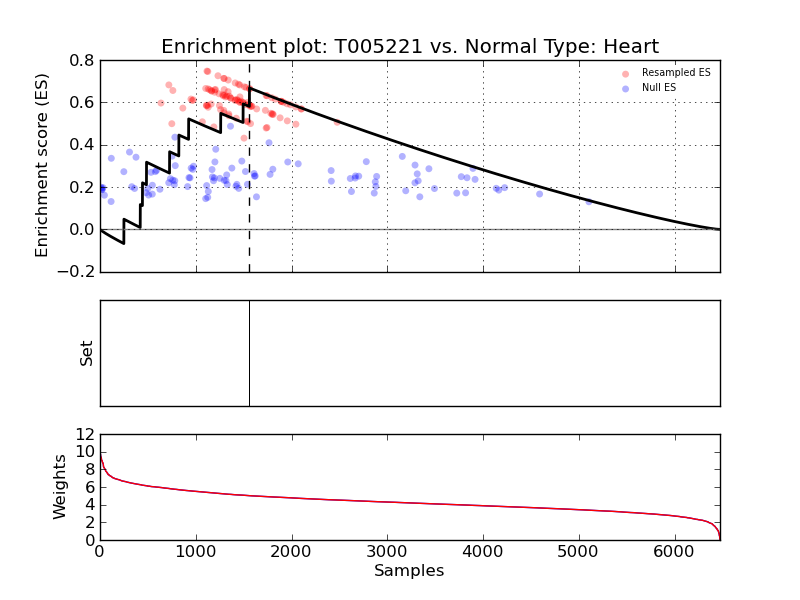 Enrichment plot: T005221 vs. Normal Type: Heart
Enrichment score (ES)
0.8
0.6
0.4
0.2
0.0
−0.2
Resampled ES
Null ES
Set
Weights
12
10
8
6
4
2
0
0 1000 2000 3000 4000 5000 6000
Samples